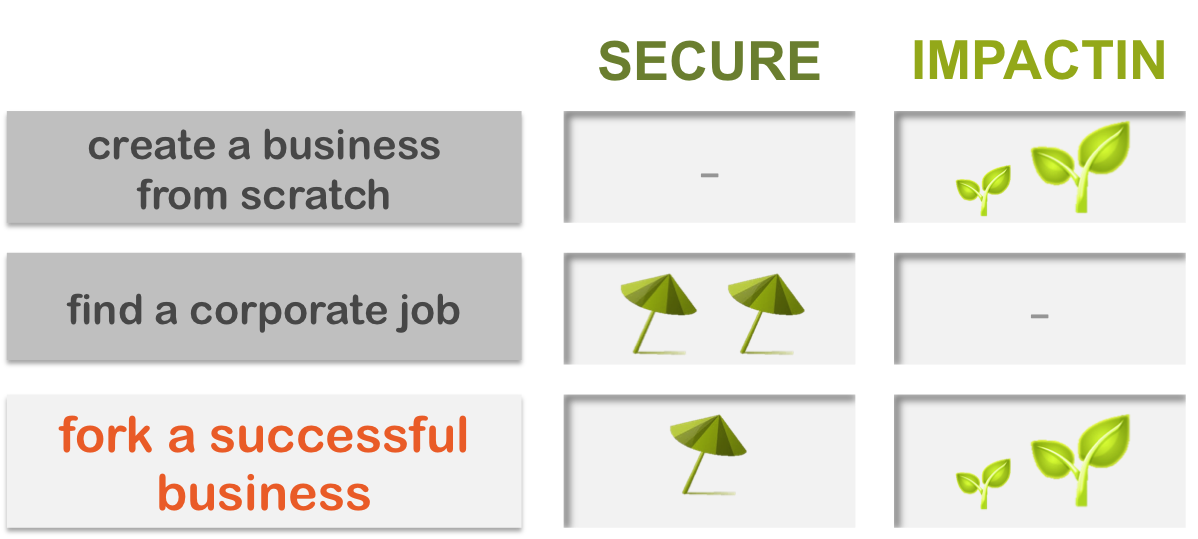 SECURE IMPACTIN
create a business
from scratch
–
find a corporate job
–
fork a successful
business